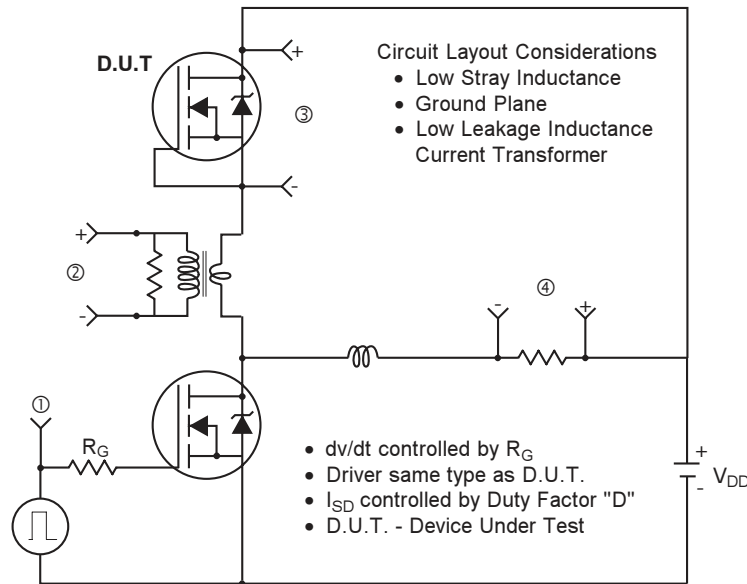 D.U.T
+
③
-
Circuit Layout Considerations
• Low Stray Inductance
• Ground Plane
• Low Leakage Inductance
Current Transformer
+
②
-
④
- +
①
R_G
• dv/dt controlled by R_G
• Driver same type as D.U.T.
• I_SD controlled by Duty Factor "D"
• D.U.T. - Device Under Test
+
V_DD
-